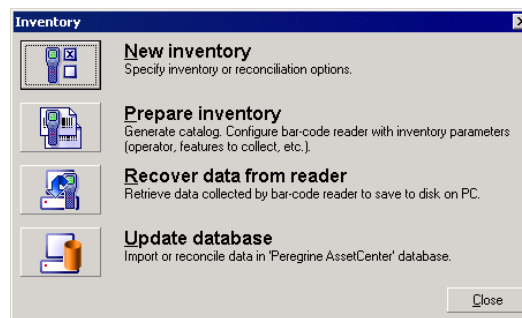 Inventory
New inventory
Specify inventory or reconciliation options.
Prepare inventory
Generate catalog. Configure bar-code reader with inventory parameters
(operator, features to collect, etc.).
Recover data from reader
Retrieve data collected by bar-code reader to save to disk on PC.
Update database
Import or reconcile data in 'Peregrine AssetCenter' database.
Close